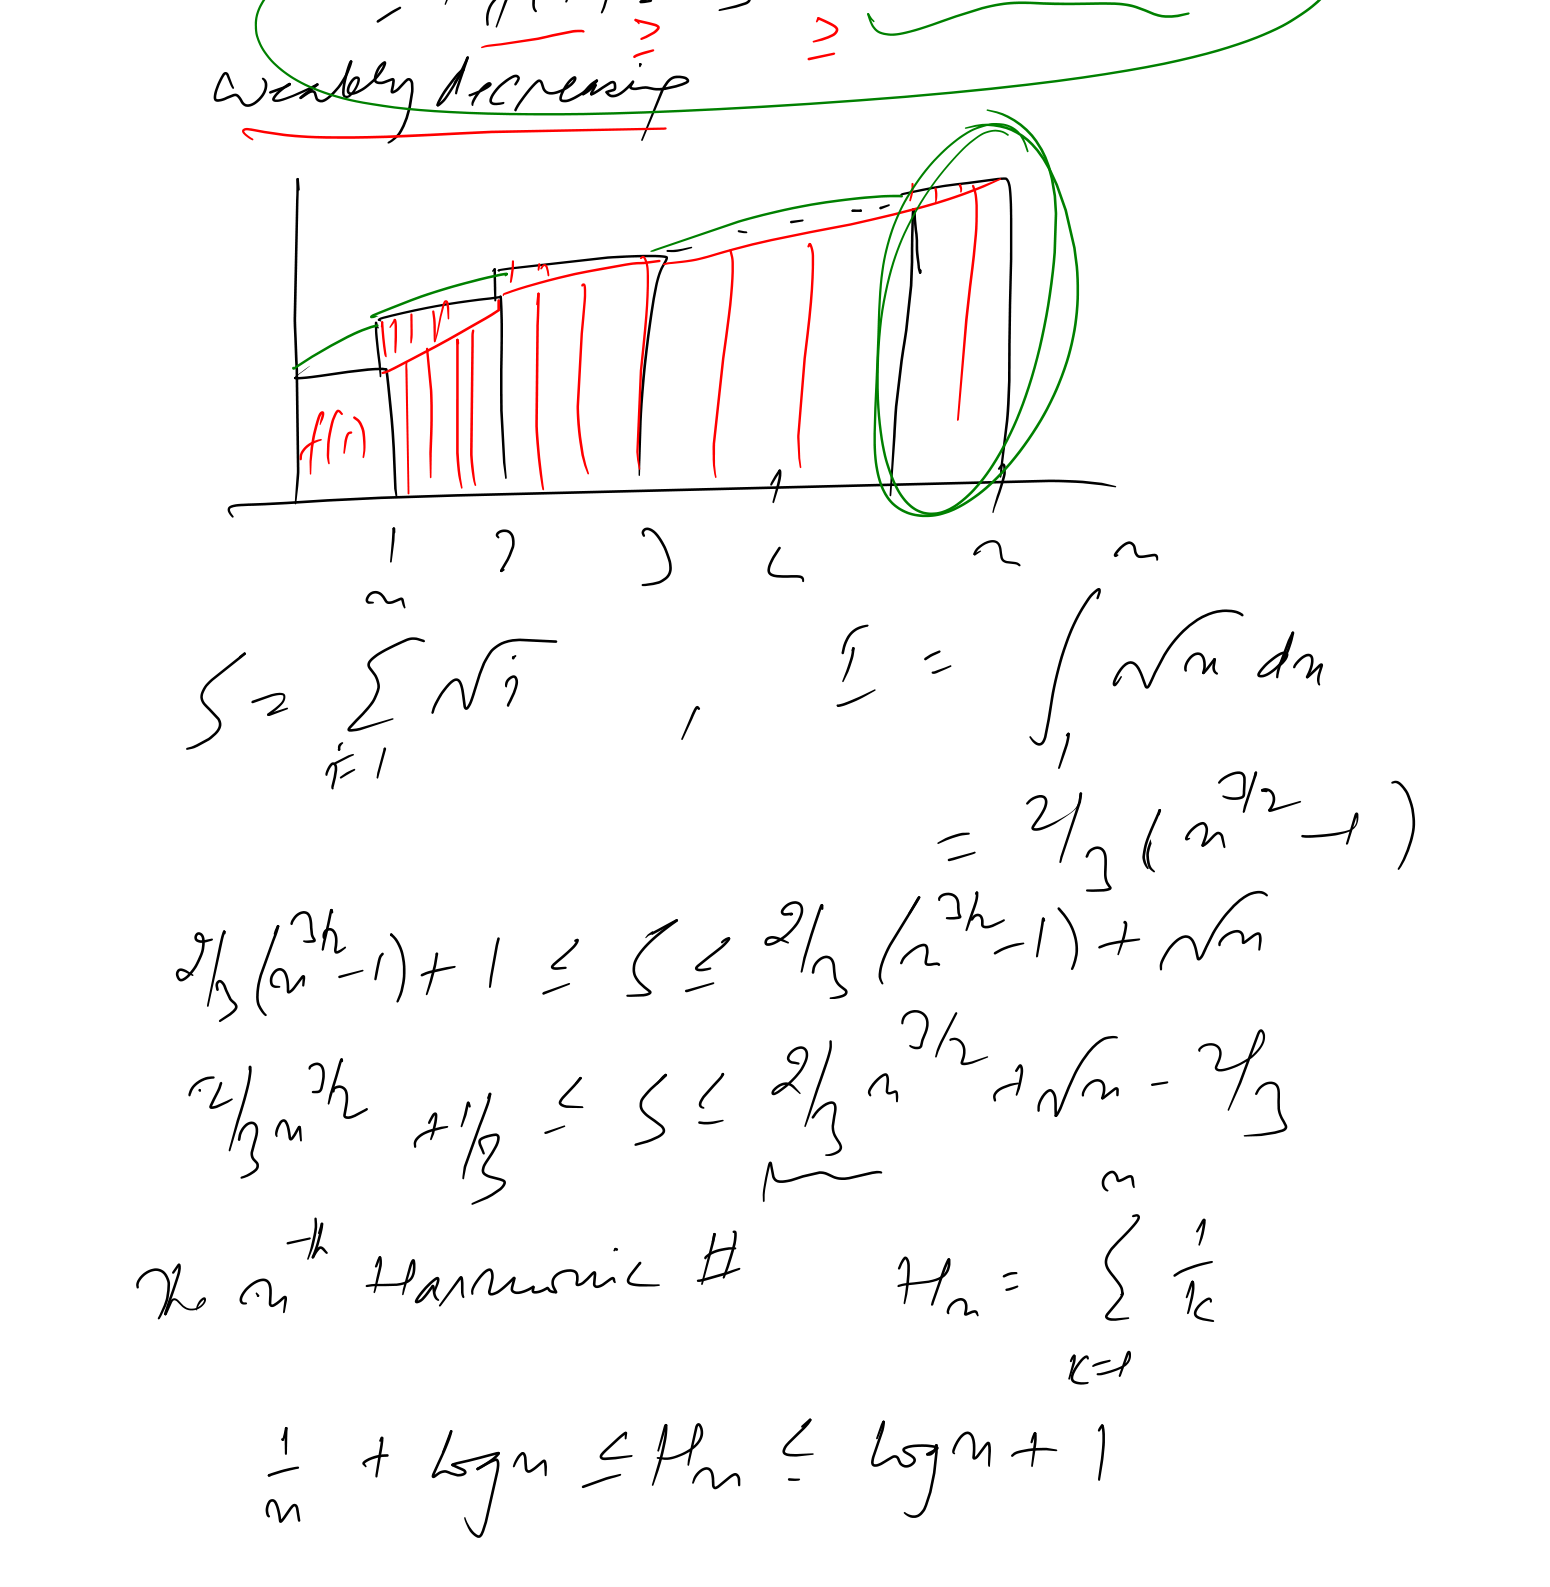 ≥ ≥
weakly decreasing
f(1)
1 2 3 4 n
S = ∑_{i=1}^{n} √i , I = ∫_{1}^{n} √x dx
= 2/3 (n^{3/2} - 1)
2/3 (n^{3/2} - 1) + 1 ≤ S ≤ 2/3 (n^{3/2} - 1) + √n
2/3 n^{3/2} + 1/3 ≤ S ≤ 2/3 n^{3/2} + √n - 2/3
The n^{th} Harmonic # H_n = ∑_{k=1}^{n} 1/k
1/n + log n ≤ H_n ≤ log n + 1